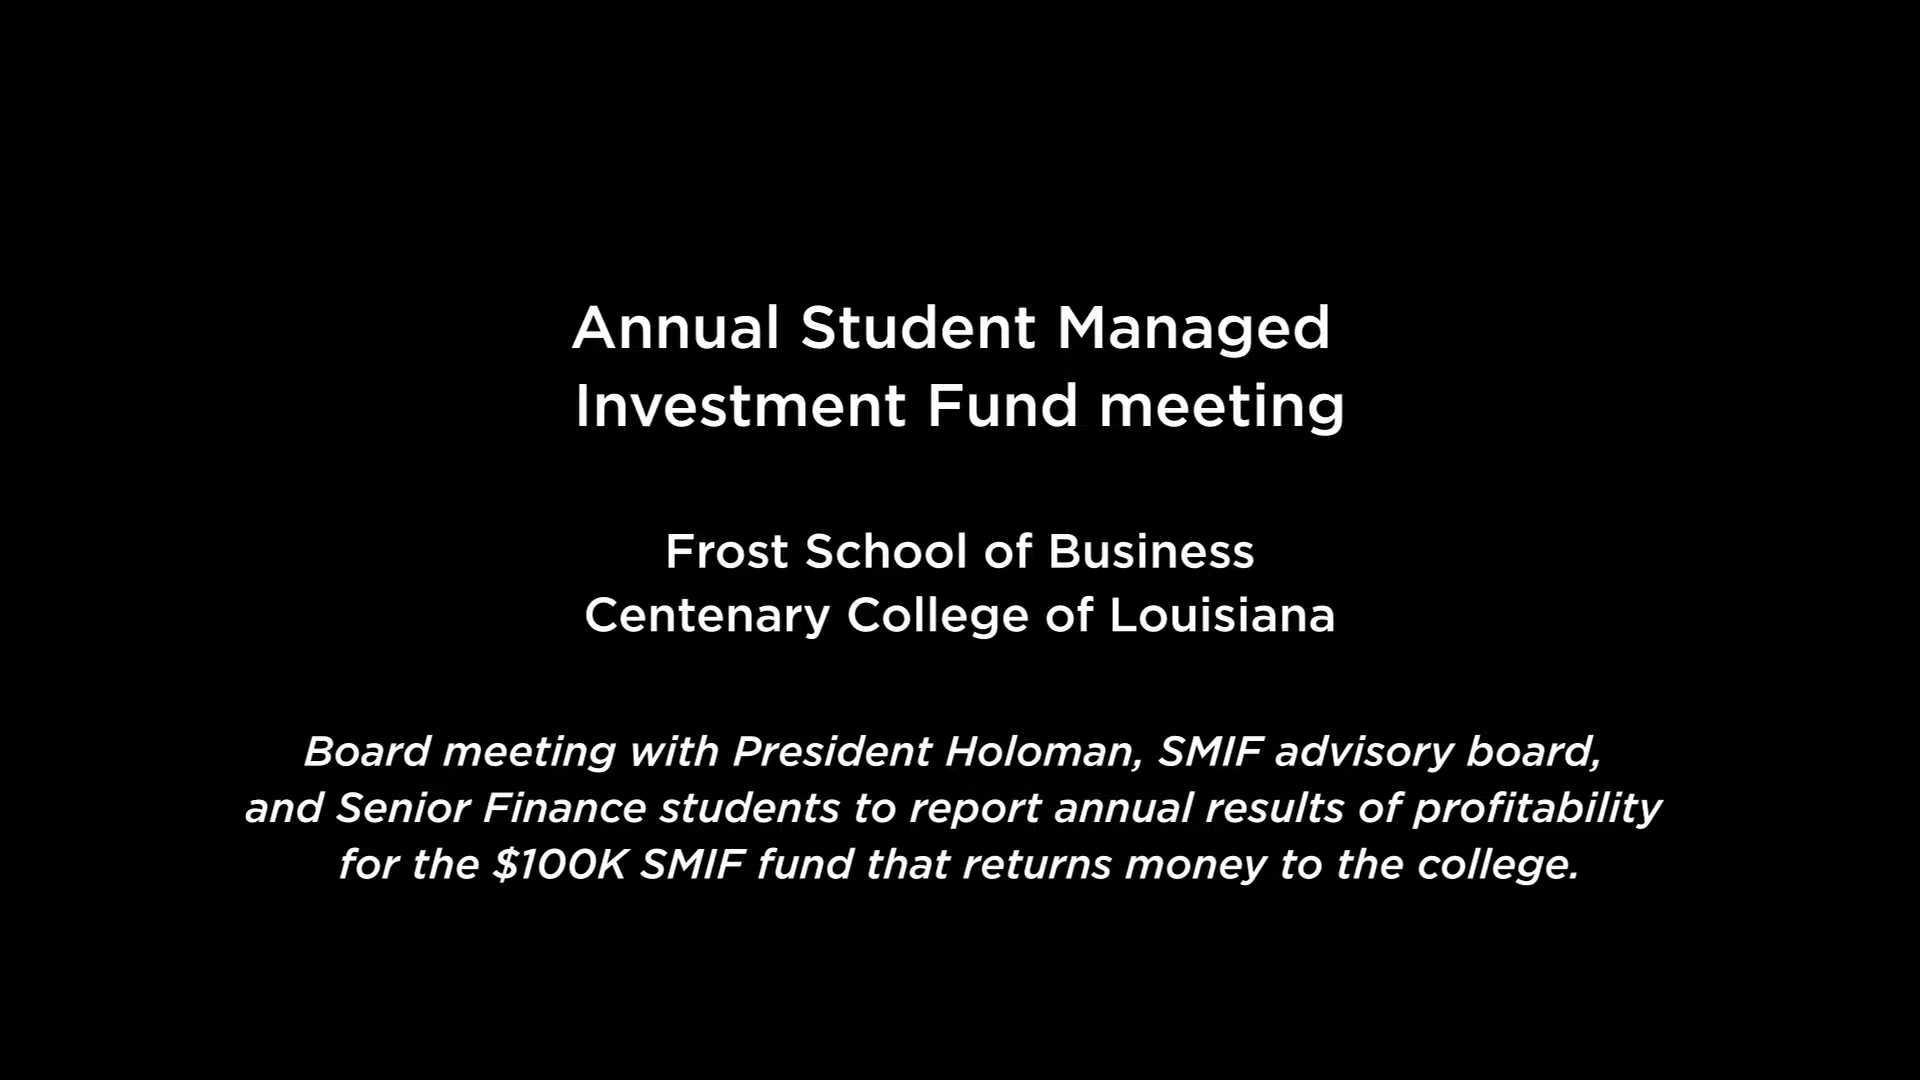 Annual Student Managed
Investment Fund meeting
Frost School of Business
Centenary College of Louisiana
Board meeting with President Holoman, SMIF advisory board,
and Senior Finance students to report annual results of profitability
for the $100K SMIF fund that returns money to the college.